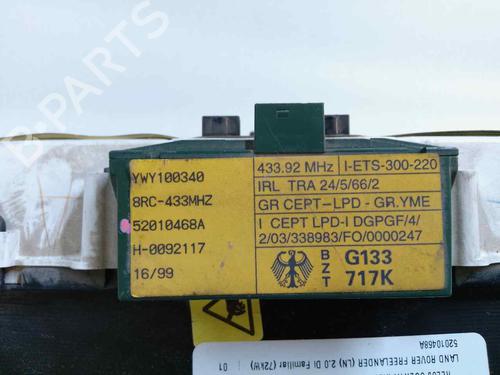 YWY100340
8RC-433MHZ
52010468A
H-0092117
16/99
433.92 MHz I-ETS-300-220
IRL TRA 24/5/66/2
GR CEPT-LPD - GR.YME
I CEPT LPD-I DGPGF/4/
2/03/338983/FO/0000247
BZT G133
717K
LAND ROVER FREELANDER (LN) 2.0 DI Familiar (72kW) 01
52010468A